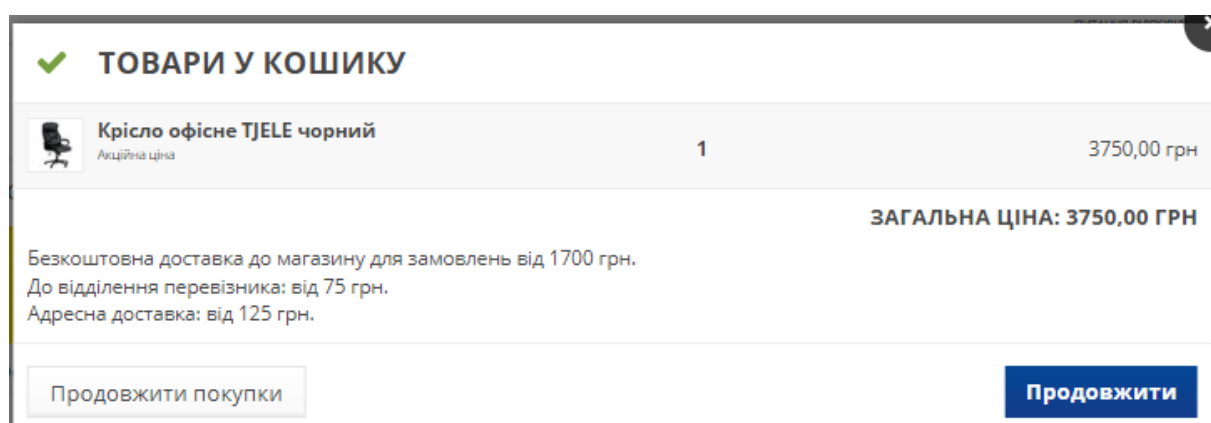 ТОВАРИ У КОШИКУ
Крісло офісне TJELE чорний
Акційна ціна
1
3750,00 грн
ЗАГАЛЬНА ЦІНА: 3750,00 ГРН
Безкоштовна доставка до магазину для замовлень від 1700 грн.
До відділення перевізника: від 75 грн.
Адресна доставка: від 125 грн.
Продовжити покупки
Продовжити